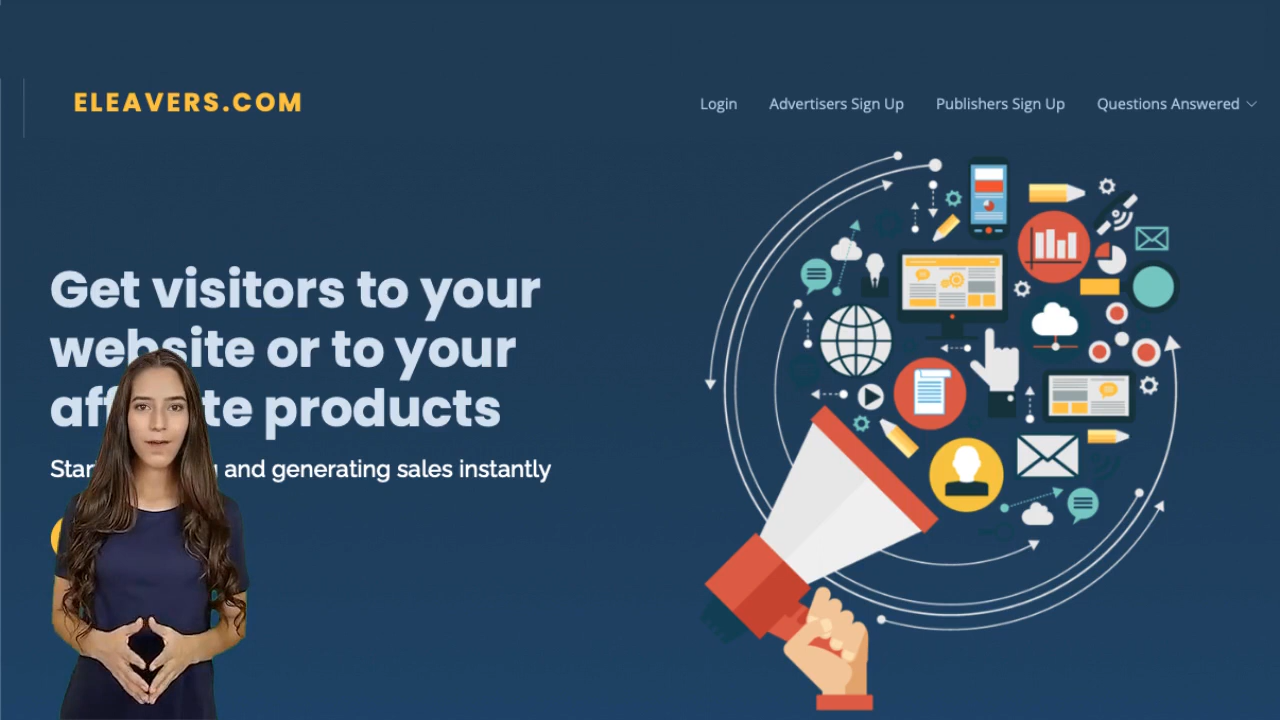 ELEAVERS.COM
Login Advertisers Sign Up Publishers Sign Up Questions Answered
Get visitors to your
website or to your
products
and generating sales instantly